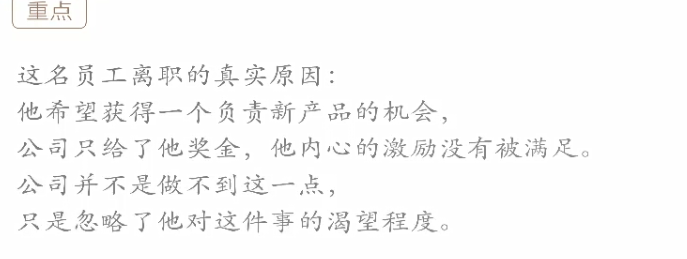 重点
这名员工离职的真实原因：
他希望获得一个负责新产品的机会，
公司只给了他奖金，他内心的激励没有被满足。
公司并不是做不到这一点，
只是忽略了他对这件事的渴望程度。